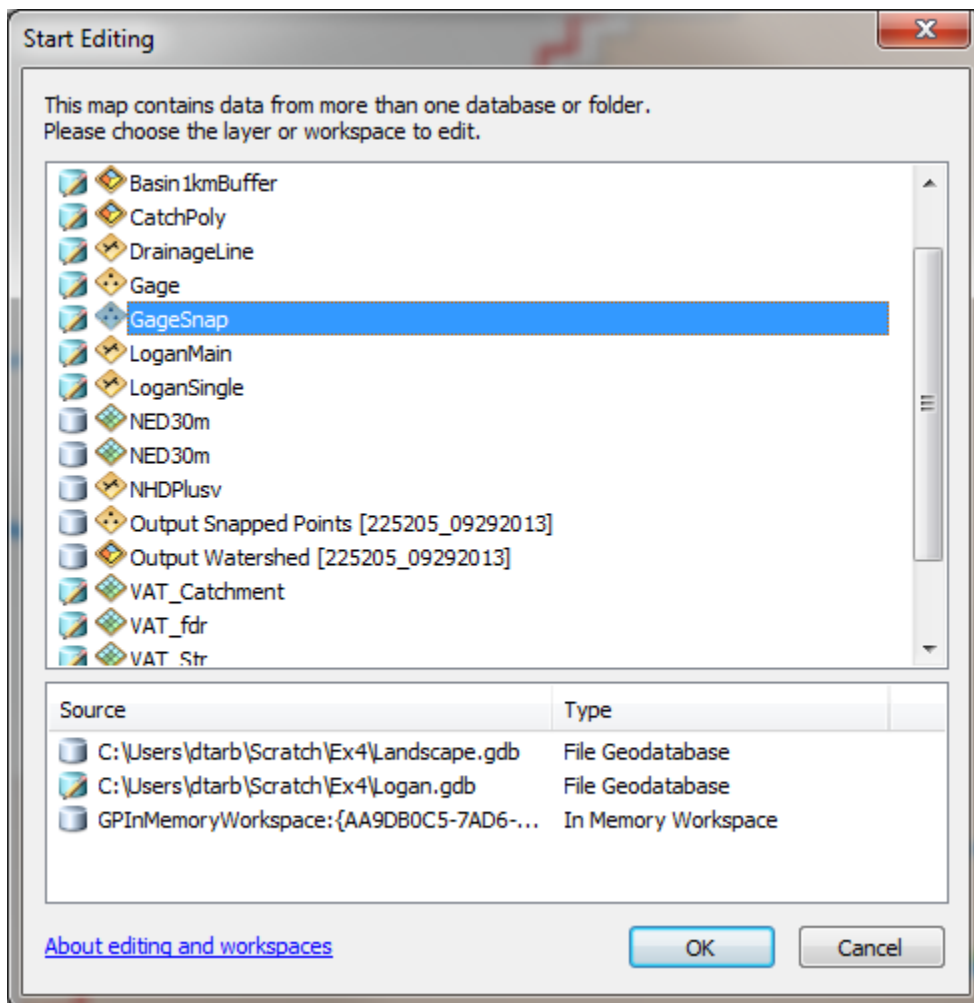 Start Editing
This map contains data from more than one database or folder.
Please choose the layer or workspace to edit.
Basin1kmBuffer
CatchPoly
DrainageLine
Gage
GageSnap
LoganMain
LoganSingle
NED30m
NED30m
NHDPlusv
Output Snapped Points [225205_09292013]
Output Watershed [225205_09292013]
VAT_Catchment
VAT_fdr
VAT_Str
Source Type
C:\Users\dtarb\Scratch\Ex4\Landscape.gdb File Geodatabase
C:\Users\dtarb\Scratch\Ex4\Logan.gdb File Geodatabase
GPInMemoryWorkspace:{AA9DB0C5-7AD6-... In Memory Workspace
About editing and workspaces OK Cancel